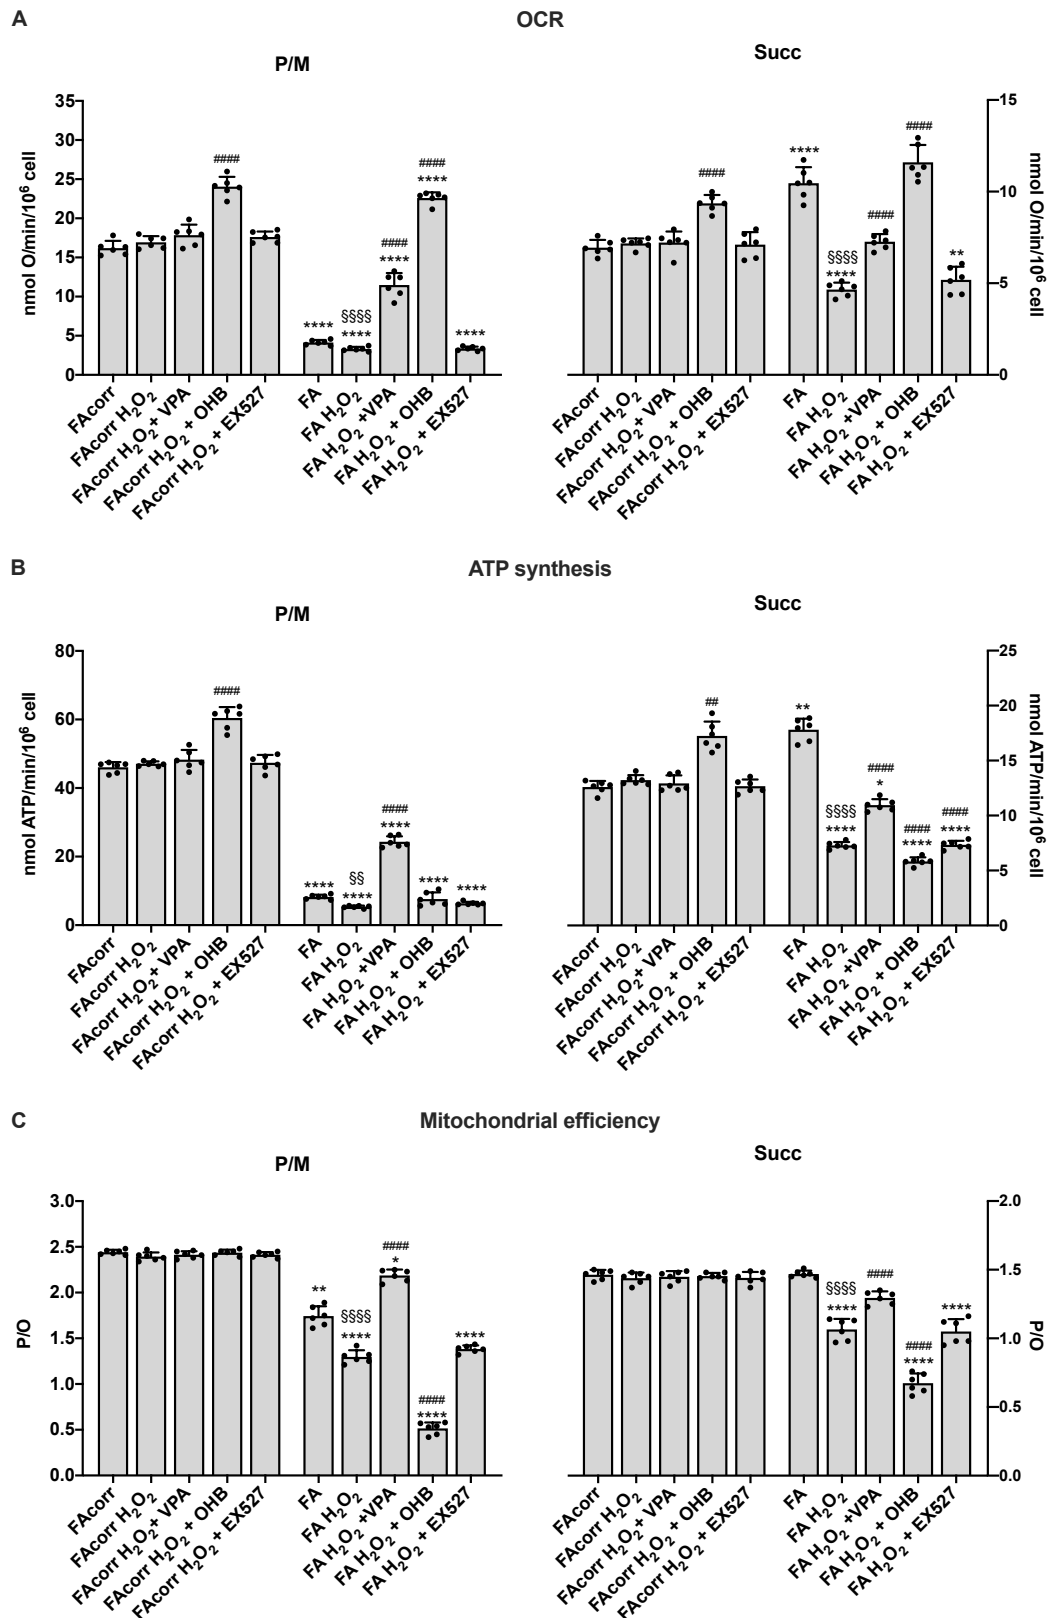 A
OCR
P/M
Succ
nmol O/min/10⁶ cell
35
30
25
20
15
10
5
0
####
****
§§§§
****
####
****
####
****
****
FAcorr
FAcorr H₂O₂
FAcorr H₂O₂ + VPA
FAcorr H₂O₂ + OHB
FAcorr H₂O₂ + EX527
FA
FA H₂O₂
FA H₂O₂ +VPA
FA H₂O₂ + OHB
FA H₂O₂ + EX527
nmol O/min/10⁶ cell
15
10
5
0
####
****
§§§§
****
####
####
**
FAcorr
FAcorr H₂O₂
FAcorr H₂O₂ + VPA
FAcorr H₂O₂ + OHB
FAcorr H₂O₂ + EX527
FA
FA H₂O₂
FA H₂O₂ +VPA
FA H₂O₂ + OHB
FA H₂O₂ + EX527
B
ATP synthesis
P/M
Succ
nmol ATP/min/10⁶ cell
80
60
40
20
0
####
****
§§
****
####
****
****
****
FAcorr
FAcorr H₂O₂
FAcorr H₂O₂ + VPA
FAcorr H₂O₂ + OHB
FAcorr H₂O₂ + EX527
FA
FA H₂O₂
FA H₂O₂ +VPA
FA H₂O₂ + OHB
FA H₂O₂ + EX527
nmol ATP/min/10⁶ cell
25
20
15
10
5
0
##
**
§§§§
****
####
*
####
****
####
****
FAcorr
FAcorr H₂O₂
FAcorr H₂O₂ + VPA
FAcorr H₂O₂ + OHB
FAcorr H₂O₂ + EX527
FA
FA H₂O₂
FA H₂O₂ +VPA
FA H₂O₂ + OHB
FA H₂O₂ + EX527
C
Mitochondrial efficiency
P/M
Succ
P/O
3.0
2.5
2.0
1.5
1.0
0.5
0.0
**
§§§§
****
####
*
####
****
****
FAcorr
FAcorr H₂O₂
FAcorr H₂O₂ + VPA
FAcorr H₂O₂ + OHB
FAcorr H₂O₂ + EX527
FA
FA H₂O₂
FA H₂O₂ +VPA
FA H₂O₂ + OHB
FA H₂O₂ + EX527
P/O
2.0
1.5
1.0
0.5
0.0
§§§§
****
####
####
****
****
FAcorr
FAcorr H₂O₂
FAcorr H₂O₂ + VPA
FAcorr H₂O₂ + OHB
FAcorr H₂O₂ + EX527
FA
FA H₂O₂
FA H₂O₂ +VPA
FA H₂O₂ + OHB
FA H₂O₂ + EX527